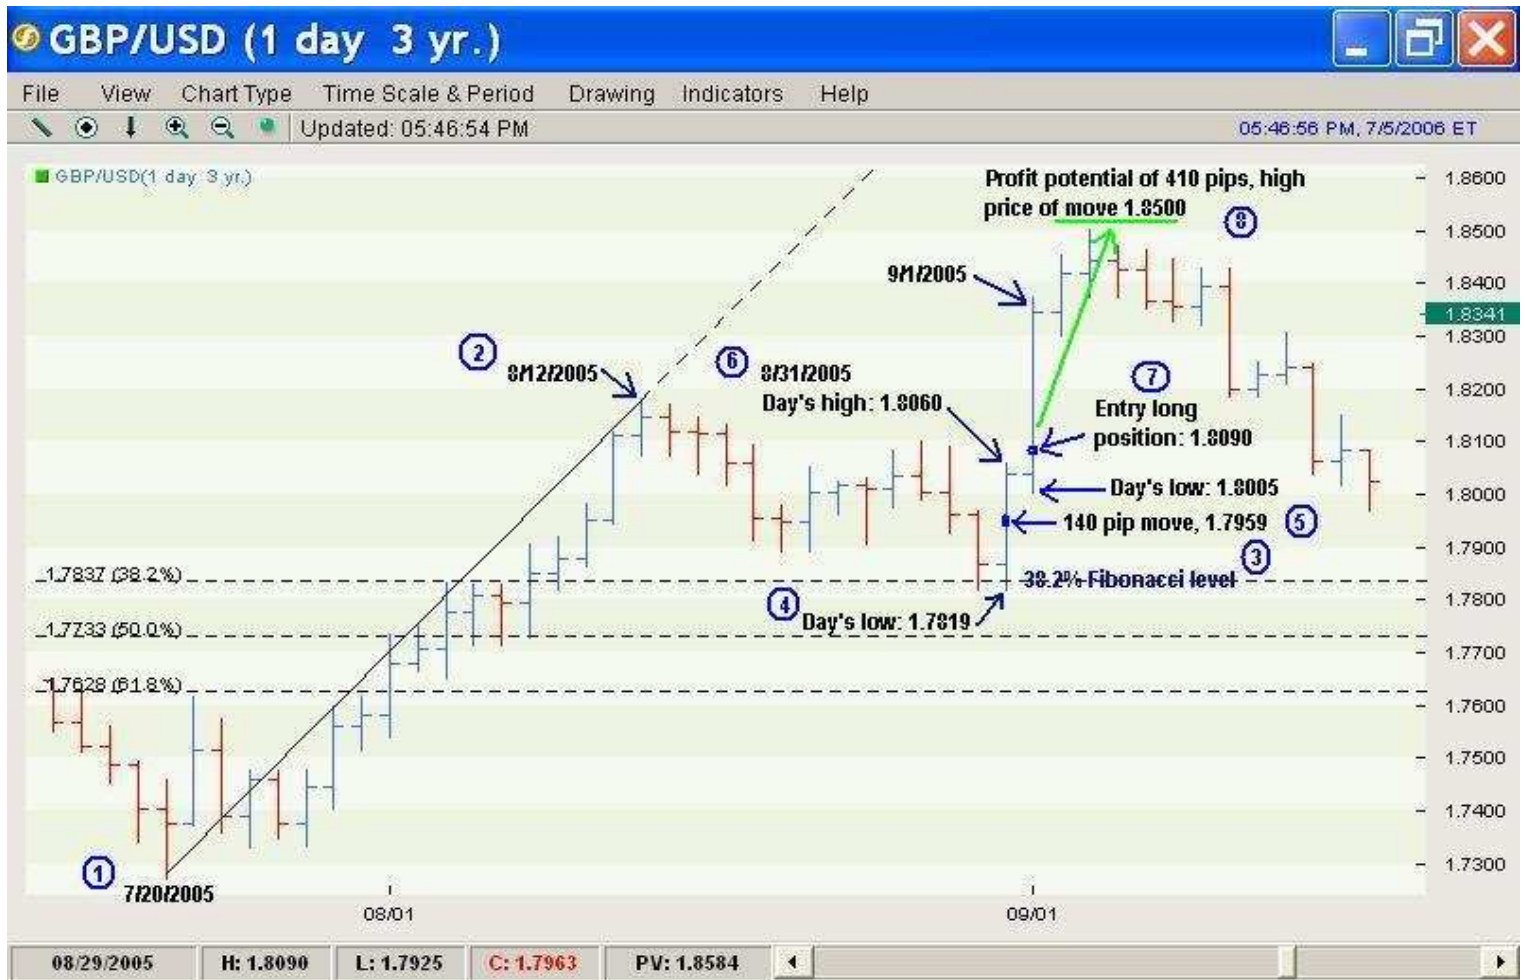 GBP/USD (1 day 3 yr.)
File View Chart Type Time Scale & Period Drawing Indicators Help
Updated: 05:46:54 PM
05:46:56 PM, 7/5/2006 ET
GBP/USD(1 day 3 yr.)
Profit potential of 410 pips, high
price of move 1.8500
8
9/1/2005
2
8/12/2005
6
8/31/2005
Day's high: 1.8060
7
Entry long
position: 1.8090
Day's low: 1.8005
140 pip move, 1.7959
5
3
38.2% Fibonacci level
4
Day's low: 1.7819
1.7837 (38.2%)
1.7733 (50.0%)
1.7628 (61.8%)
1
7/20/2005
1.8600
1.8500
1.8400
1.8341
1.8300
1.8200
1.8100
1.8000
1.7900
1.7800
1.7700
1.7600
1.7500
1.7400
1.7300
08/01
09/01
08/29/2005 H: 1.8090 L: 1.7925 C: 1.7963 PV: 1.8584